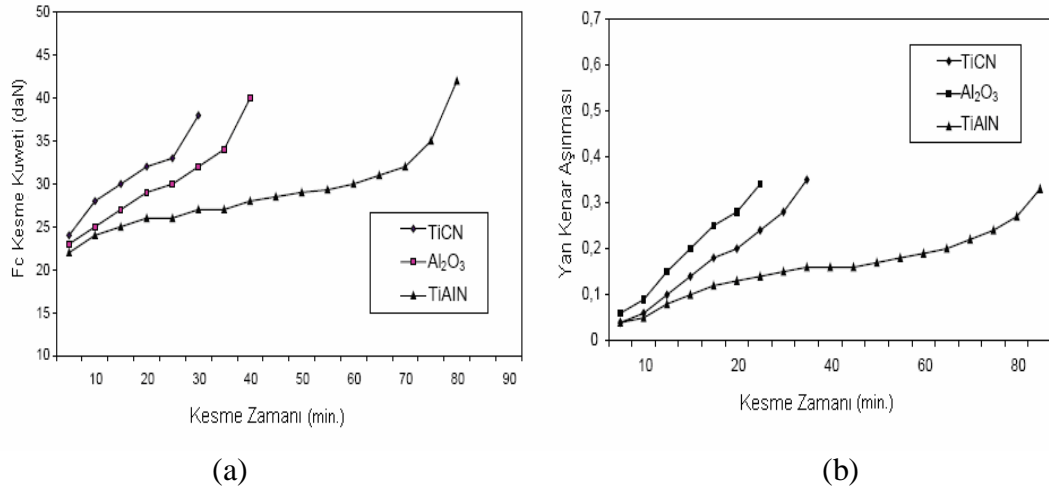 50
45
40
35
30
25
20
15
10
Fc Kesme Kuweti (daN)
TiCN
Al₂O₃
TiAlN
10 20 30 40 50 60 70 80 90
Kesme Zamanı (min.)
(a)
0,7
0,6
0,5
0,4
0,3
0,2
0,1
0
Yan Kenar Aşınması
TiCN
Al₂O₃
TiAlN
10 20 40 50 60 70 80
Kesme Zamanı (min.)
(b)